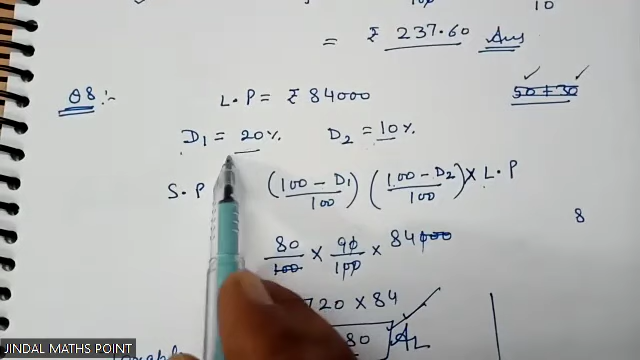 10
= ₹ 237.60 Ans
Q8:- L.P = ₹ 84000 50 + 30
D1 = 20% D2 = 10%
S.P (100 - D1 / 100) (100 - D2 / 100) × L.P
8
80/100 × 90/100 × 84000
720 × 84
80
JINDAL MATHS POINT